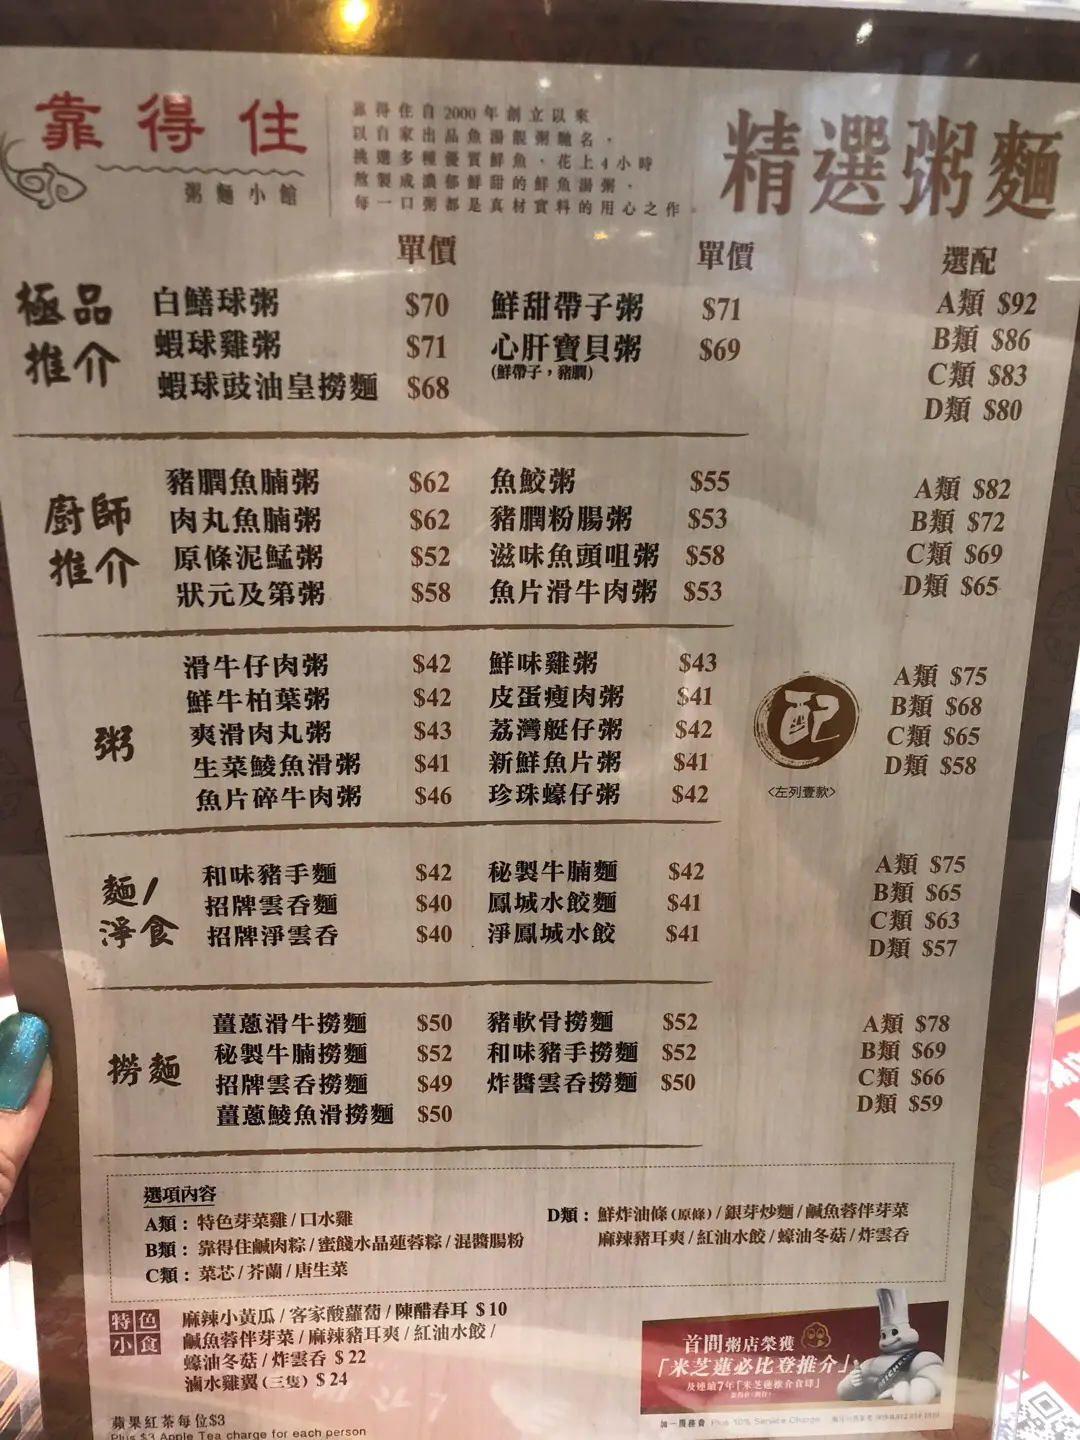 靠得住
粥麵小館
靠得住自2000年創立以來
以自家出品魚湯靚粥馳名，
挑選多種優質鮮魚，花上4小時
熬製成濃郁鮮甜的鮮魚湯粥，
每一口粥都是真材實料的用心之作。
精選粥麵
單價 單價 選配
極品推介
白鱔球粥 $70 鮮甜帶子粥 $71 A類 $92
蝦球雞粥 $71 心肝寶貝粥 $69 B類 $86
(鮮帶子，豬膶) C類 $83
蝦球豉油皇撈麵 $68 D類 $80
廚師推介
豬膶魚腩粥 $62 魚鮫粥 $55 A類 $82
肉丸魚腩粥 $62 豬膶粉腸粥 $53 B類 $72
原條泥鯭粥 $52 滋味魚頭咀粥 $58 C類 $69
狀元及第粥 $58 魚片滑牛肉粥 $53 D類 $65
粥
滑牛仔肉粥 $42 鮮味雞粥 $43 A類 $75
鮮牛柏葉粥 $42 皮蛋瘦肉粥 $41 B類 $68
爽滑肉丸粥 $43 荔灣艇仔粥 $42 C類 $65
生菜鯪魚滑粥 $41 新鮮魚片粥 $41 D類 $58
魚片碎牛肉粥 $46 珍珠蠔仔粥 $42
配
<左列壹款>
麵/淨食
和味豬手麵 $42 秘製牛腩麵 $42 A類 $75
招牌雲吞麵 $40 鳳城水餃麵 $41 B類 $65
招牌淨雲吞 $40 淨鳳城水餃 $41 C類 $63
D類 $57
撈麵
薑蔥滑牛撈麵 $50 豬軟骨撈麵 $52 A類 $78
秘製牛腩撈麵 $52 和味豬手撈麵 $52 B類 $69
招牌雲吞撈麵 $49 炸醬雲吞撈麵 $50 C類 $66
薑蔥鯪魚滑撈麵 $50 D類 $59
選項內容
A類：特色芽菜雞/口水雞
B類：靠得住鹹肉粽/蜜餞水晶蓮蓉粽/混醬腸粉
C類：菜芯/芥蘭/唐生菜
D類：鮮炸油條(原條)/銀芽炒麵/鹹魚蓉伴芽菜
麻辣豬耳爽/紅油水餃/蠔油冬菇/炸雲吞
特色小食
麻辣小黃瓜/客家酸蘿蔔/陳醋春耳 $10
鹹魚蓉伴芽菜/麻辣豬耳爽/紅油水餃/
蠔油冬菇/炸雲吞 $22
滷水雞翼(三隻) $24
首間粥店榮獲
「米芝蓮必比登推介」
及連續7年「米芝蓮推介食肆」
加一服務費 Plus 10% Service Charge
蘋果紅茶每位$3
Plus $3 Apple Tea charge for each person